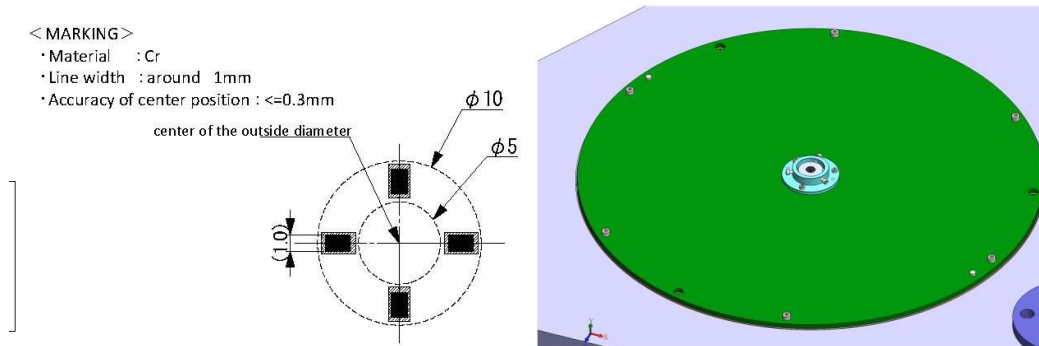 ＜MARKING＞
・Material : Cr
・Line width : around 1mm
・Accuracy of center position : <=0.3mm
center of the outside diameter
φ10
φ5
(1.0)
Y
X